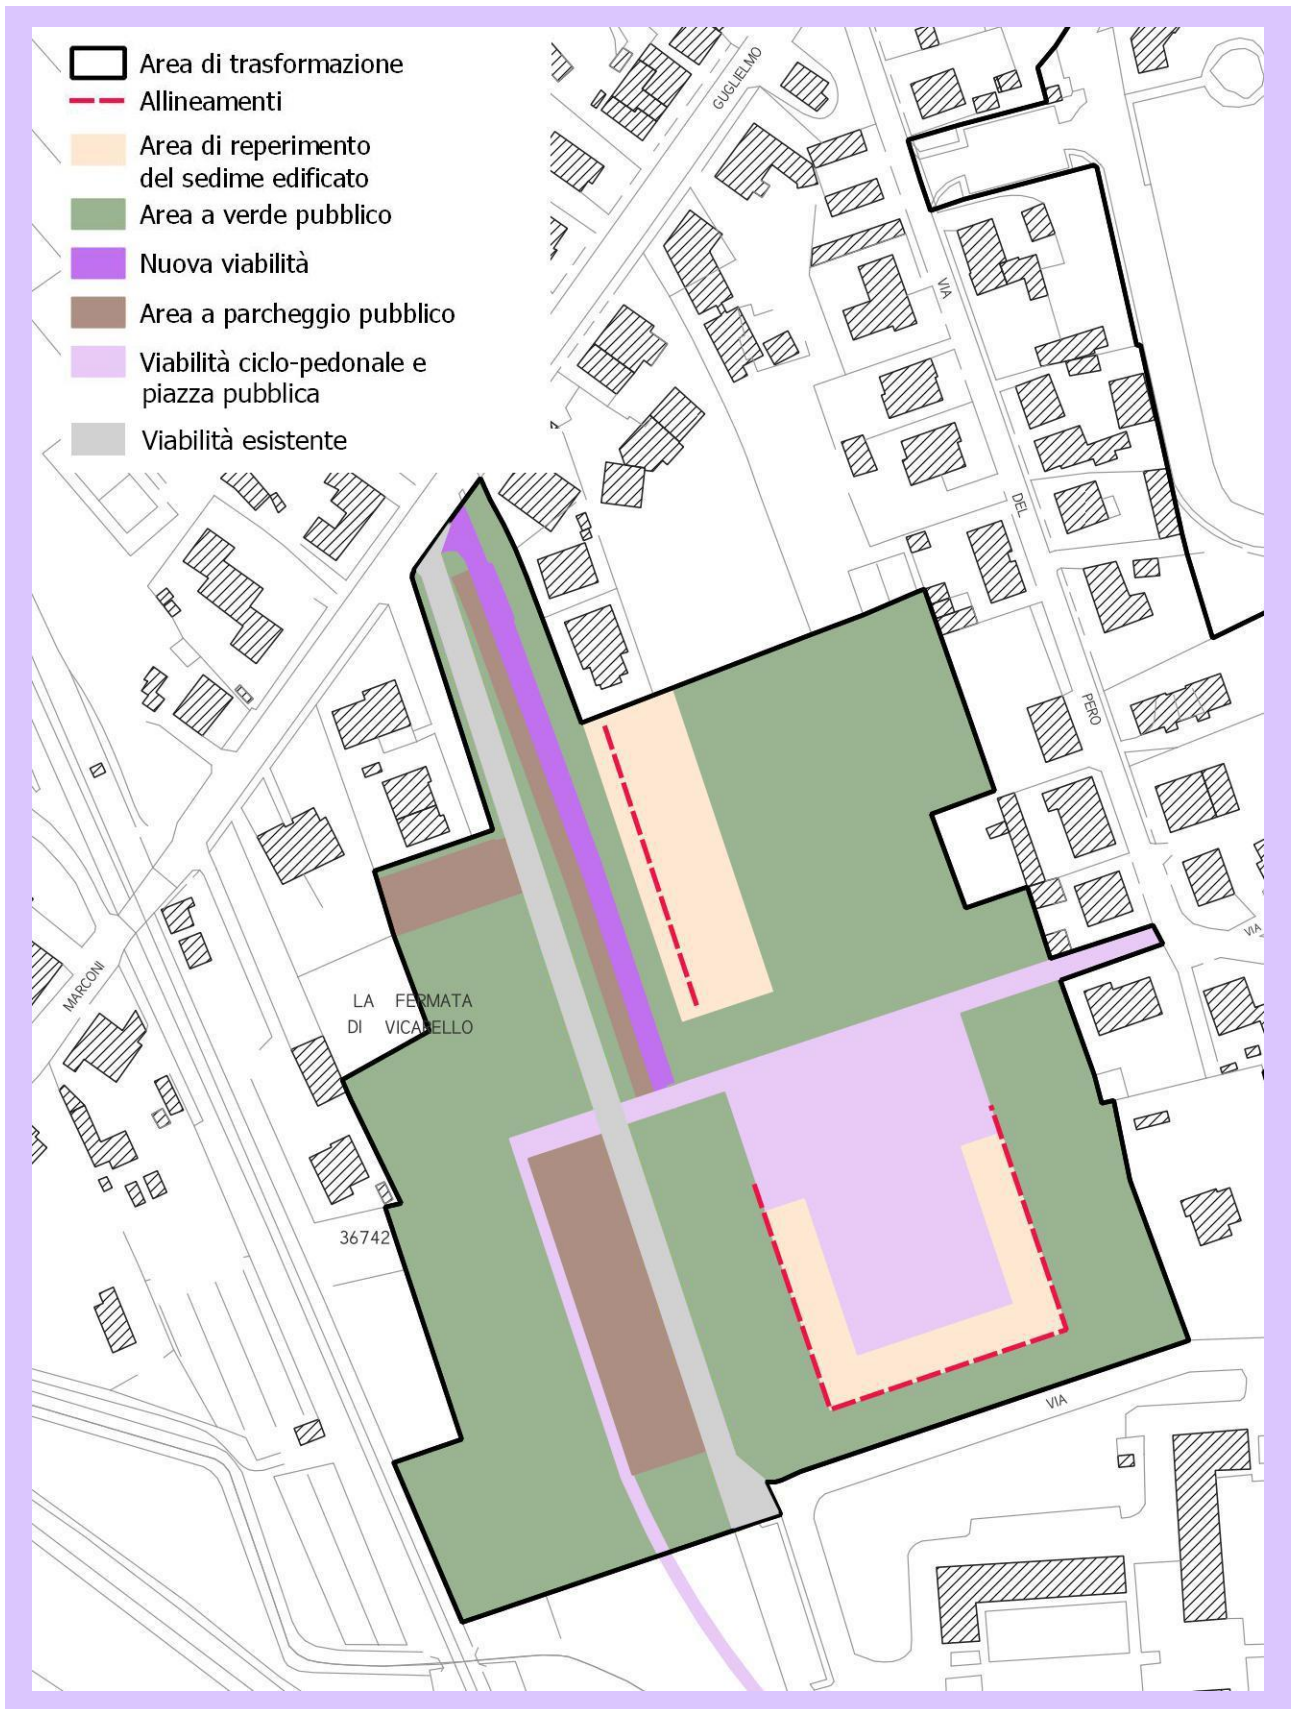 Area di trasformazione
Allineamenti
Area di reperimento
del sedime edificato
Area a verde pubblico
Nuova viabilità
Area a parcheggio pubblico
Viabilità ciclo-pedonale e
piazza pubblica
Viabilità esistente
GUGLIELMO
VIA
DEL
PERO
VIA
MARCONI
LA FERMATA
DI VICARELLO
36742
VIA